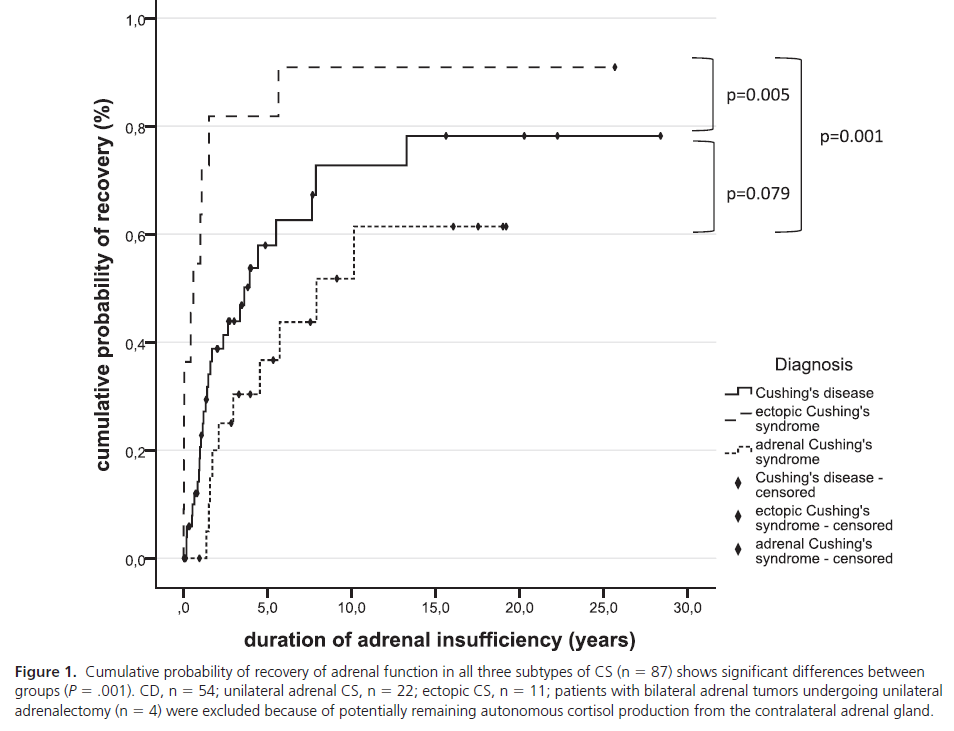 1,0
0,8
0,6
0,4
0,2
0,0
cumulative probability of recovery (%)
,0
5,0
10,0
15,0
20,0
25,0
30,0
duration of adrenal insufficiency (years)
p=0.005
p=0.001
p=0.079
Diagnosis
Cushing's disease
ectopic Cushing's
syndrome
adrenal Cushing's
syndrome
Cushing's disease -
censored
ectopic Cushing's
syndrome - censored
adrenal Cushing's
syndrome - censored
Figure 1. Cumulative probability of recovery of adrenal function in all three subtypes of CS (n = 87) shows significant differences between
groups (P = .001). CD, n = 54; unilateral adrenal CS, n = 22; ectopic CS, n = 11; patients with bilateral adrenal tumors undergoing unilateral
adrenalectomy (n = 4) were excluded because of potentially remaining autonomous cortisol production from the contralateral adrenal gland.